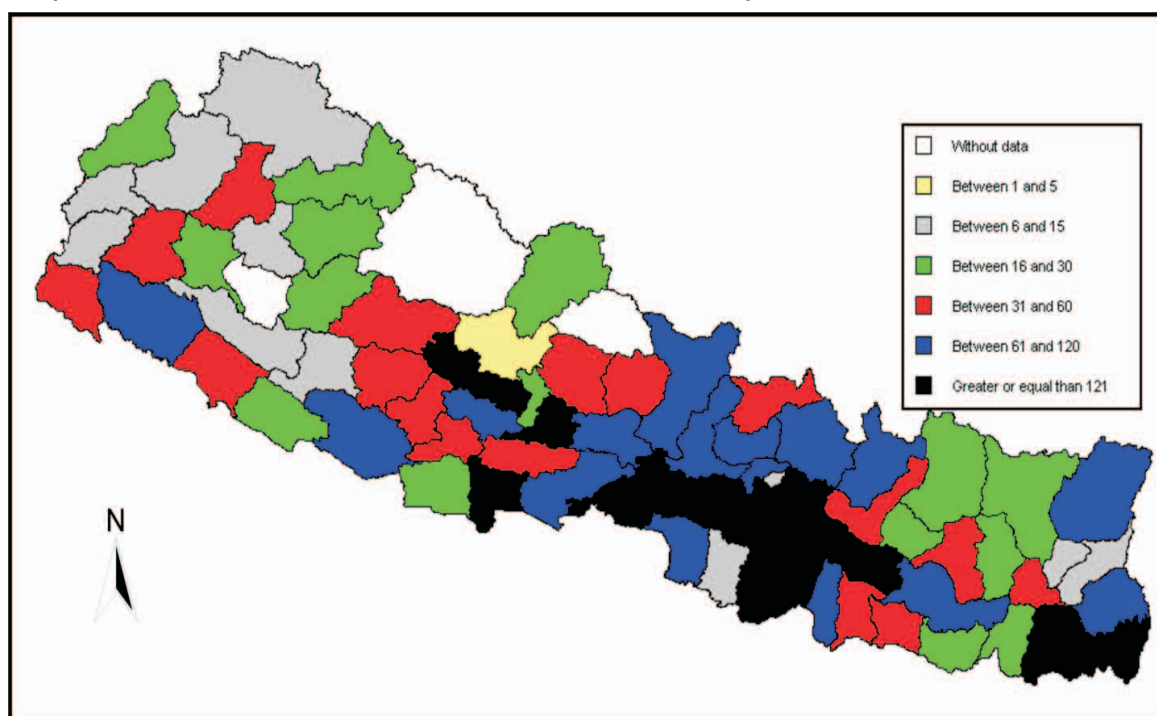 Without data
Between 1 and 5
Between 6 and 15
Between 16 and 30
Between 31 and 60
Between 61 and 120
Greater or equal than 121
N